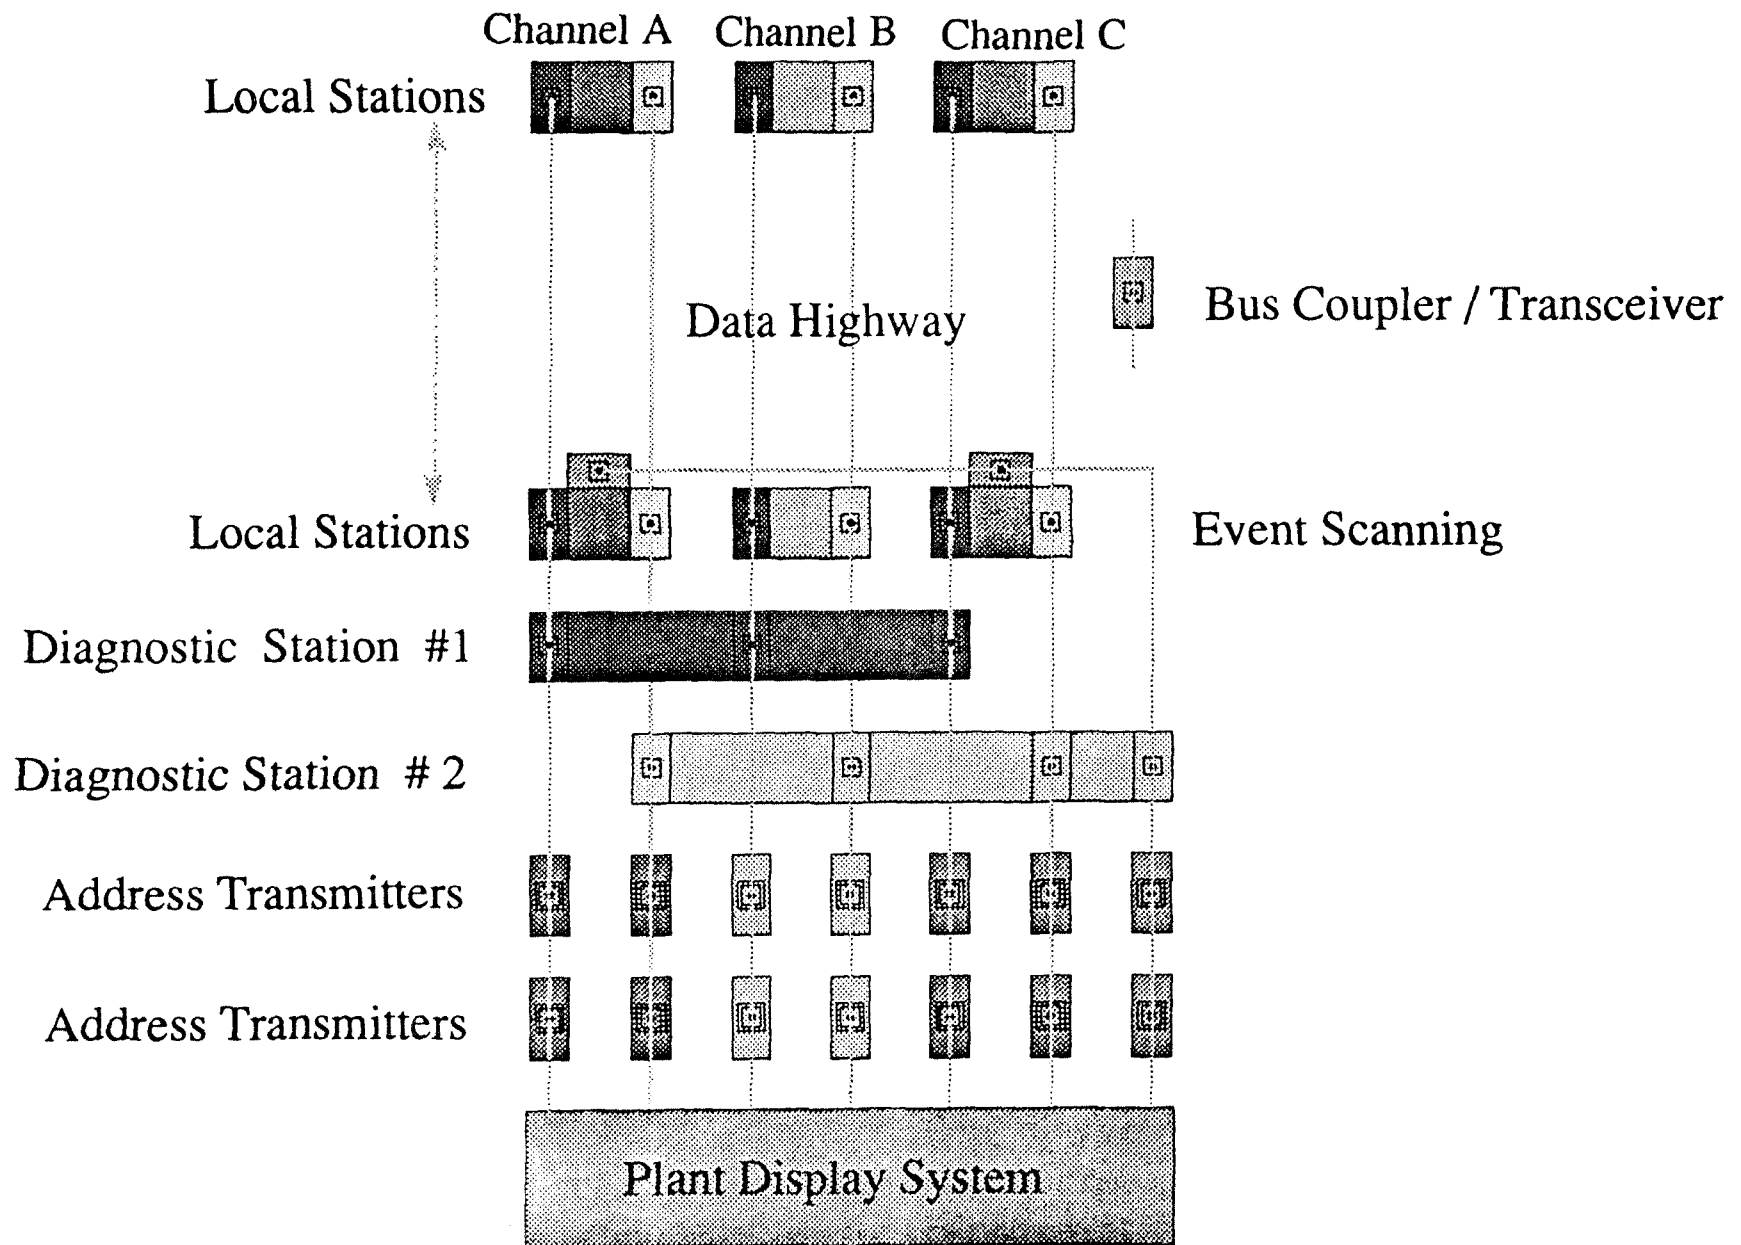 Channel A Channel B Channel C
Local Stations
Data Highway
Bus Coupler / Transceiver
Local Stations
Event Scanning
Diagnostic Station #1
Diagnostic Station # 2
Address Transmitters
Address Transmitters
Plant Display System